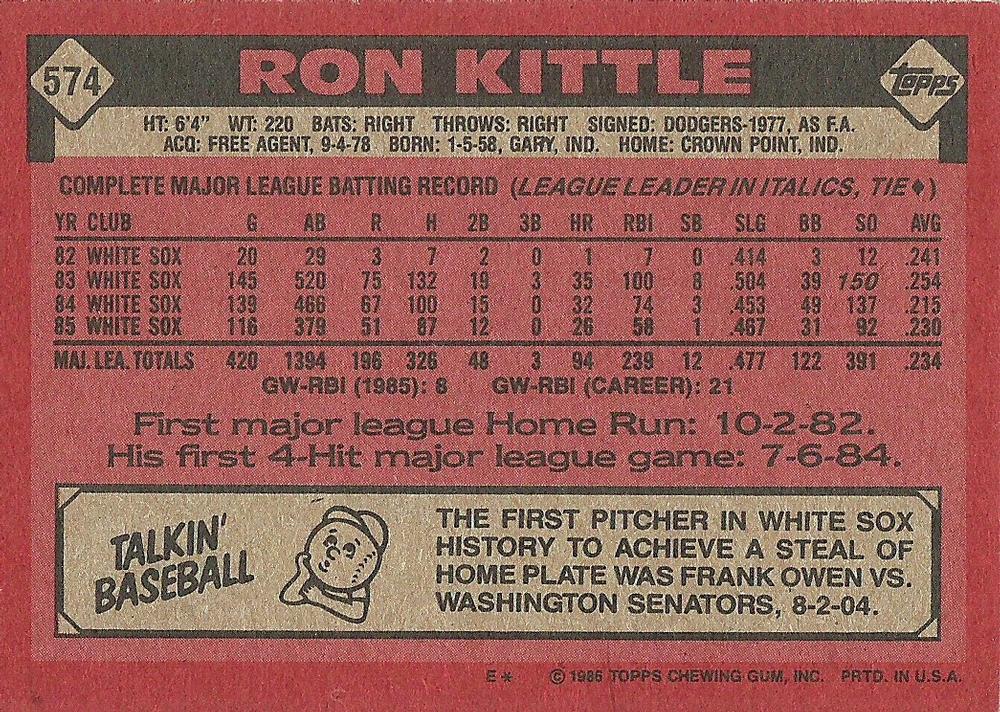 574 RON KITTLE Topps
HT: 6'4" WT: 220 BATS: RIGHT THROWS: RIGHT SIGNED: DODGERS-1977, AS F.A.
ACQ: FREE AGENT, 9-4-78 BORN: 1-5-58, GARY, IND. HOME: CROWN POINT, IND.
COMPLETE MAJOR LEAGUE BATTING RECORD (LEAGUE LEADER IN ITALICS, TIE♦)
YR CLUB G AB R H 2B 3B HR RBI SB SLG BB SO AVG
82 WHITE SOX 20 29 3 7 2 0 1 7 0 .414 3 12 .241
83 WHITE SOX 145 520 75 132 19 3 35 100 8 .504 39 150 .254
84 WHITE SOX 139 466 67 100 15 0 32 74 3 .453 49 137 .215
85 WHITE SOX 116 379 51 87 12 0 26 58 1 .467 31 92 .230
MAJ. LEA. TOTALS 420 1394 196 326 48 3 94 239 12 .477 122 391 .234
GW-RBI (1985): 8 GW-RBI (CAREER): 21
First major league Home Run: 10-2-82.
His first 4-Hit major league game: 7-6-84.
TALKIN'
BASEBALL
THE FIRST PITCHER IN WHITE SOX
HISTORY TO ACHIEVE A STEAL OF
HOME PLATE WAS FRANK OWEN VS.
WASHINGTON SENATORS, 8-2-04.
E* © 1986 TOPPS CHEWING GUM, INC. PRTD. IN U.S.A.